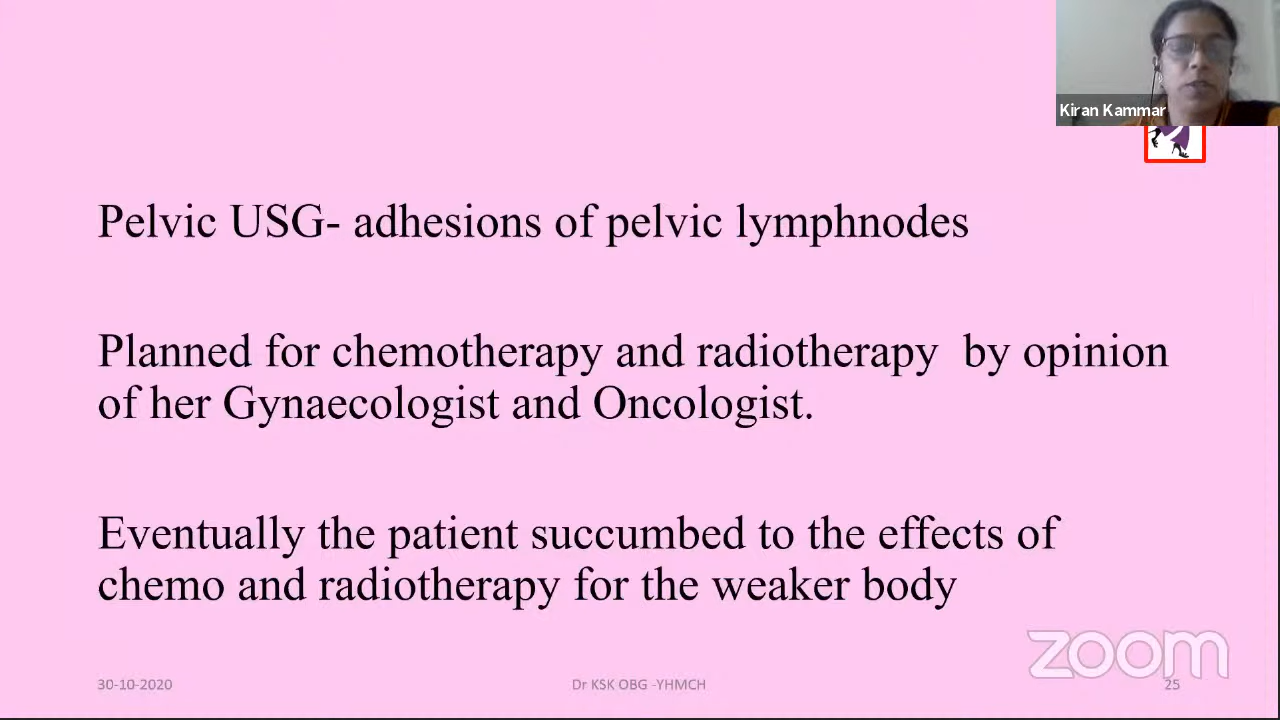 Kiran Kammar
Pelvic USG- adhesions of pelvic lymphnodes
Planned for chemotherapy and radiotherapy  by opinion
of her Gynaecologist and Oncologist.
Eventually the patient succumbed to the effects of
chemo and radiotherapy for the weaker body
zoom
30-10-2020
Dr KSK OBG -YHMCH
25